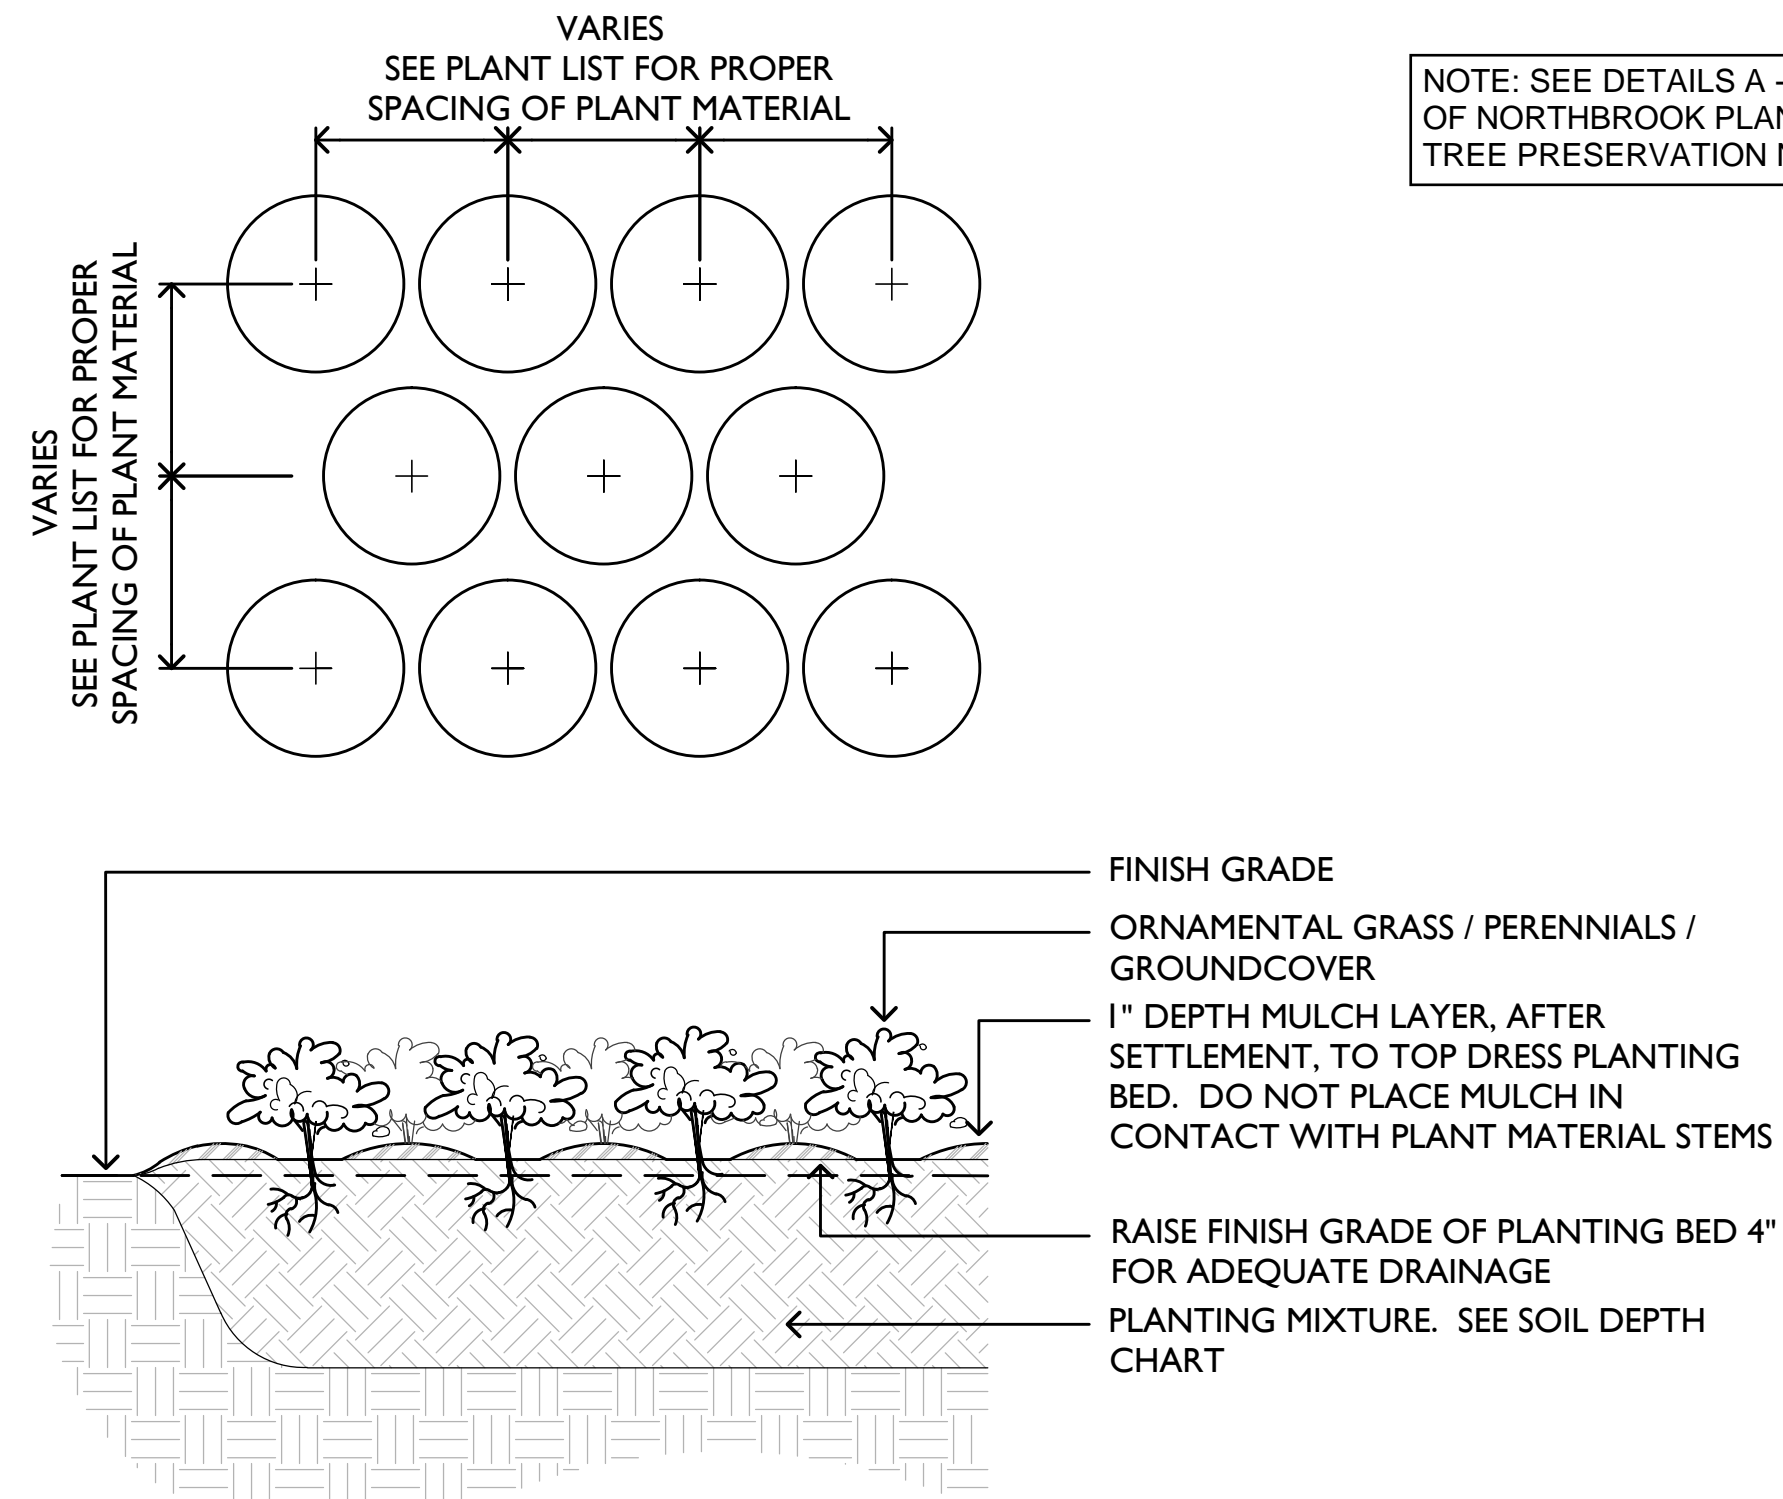 VARIES
SEE PLANT LIST FOR PROPER
SPACING OF PLANT MATERIAL
NOTE: SEE DETAILS A -
OF NORTHBROOK
TREE PRESERVATION
VARIES
SEE PLANT LIST FOR PROPER
SPACING OF PLANT MATERIAL
FINISH GRADE
ORNAMENTAL GRASS / PERENNIALS /
GROUNDCOVER
1" DEPTH MULCH LAYER, AFTER
SETTLEMENT, TO TOP DRESS PLANTING
BED. DO NOT PLACE MULCH IN
CONTACT WITH PLANT MATERIAL STEMS
RAISE FINISH GRADE OF PLANTING BED 4"
FOR ADEQUATE DRAINAGE
PLANTING MIXTURE. SEE SOIL DEPTH
CHART